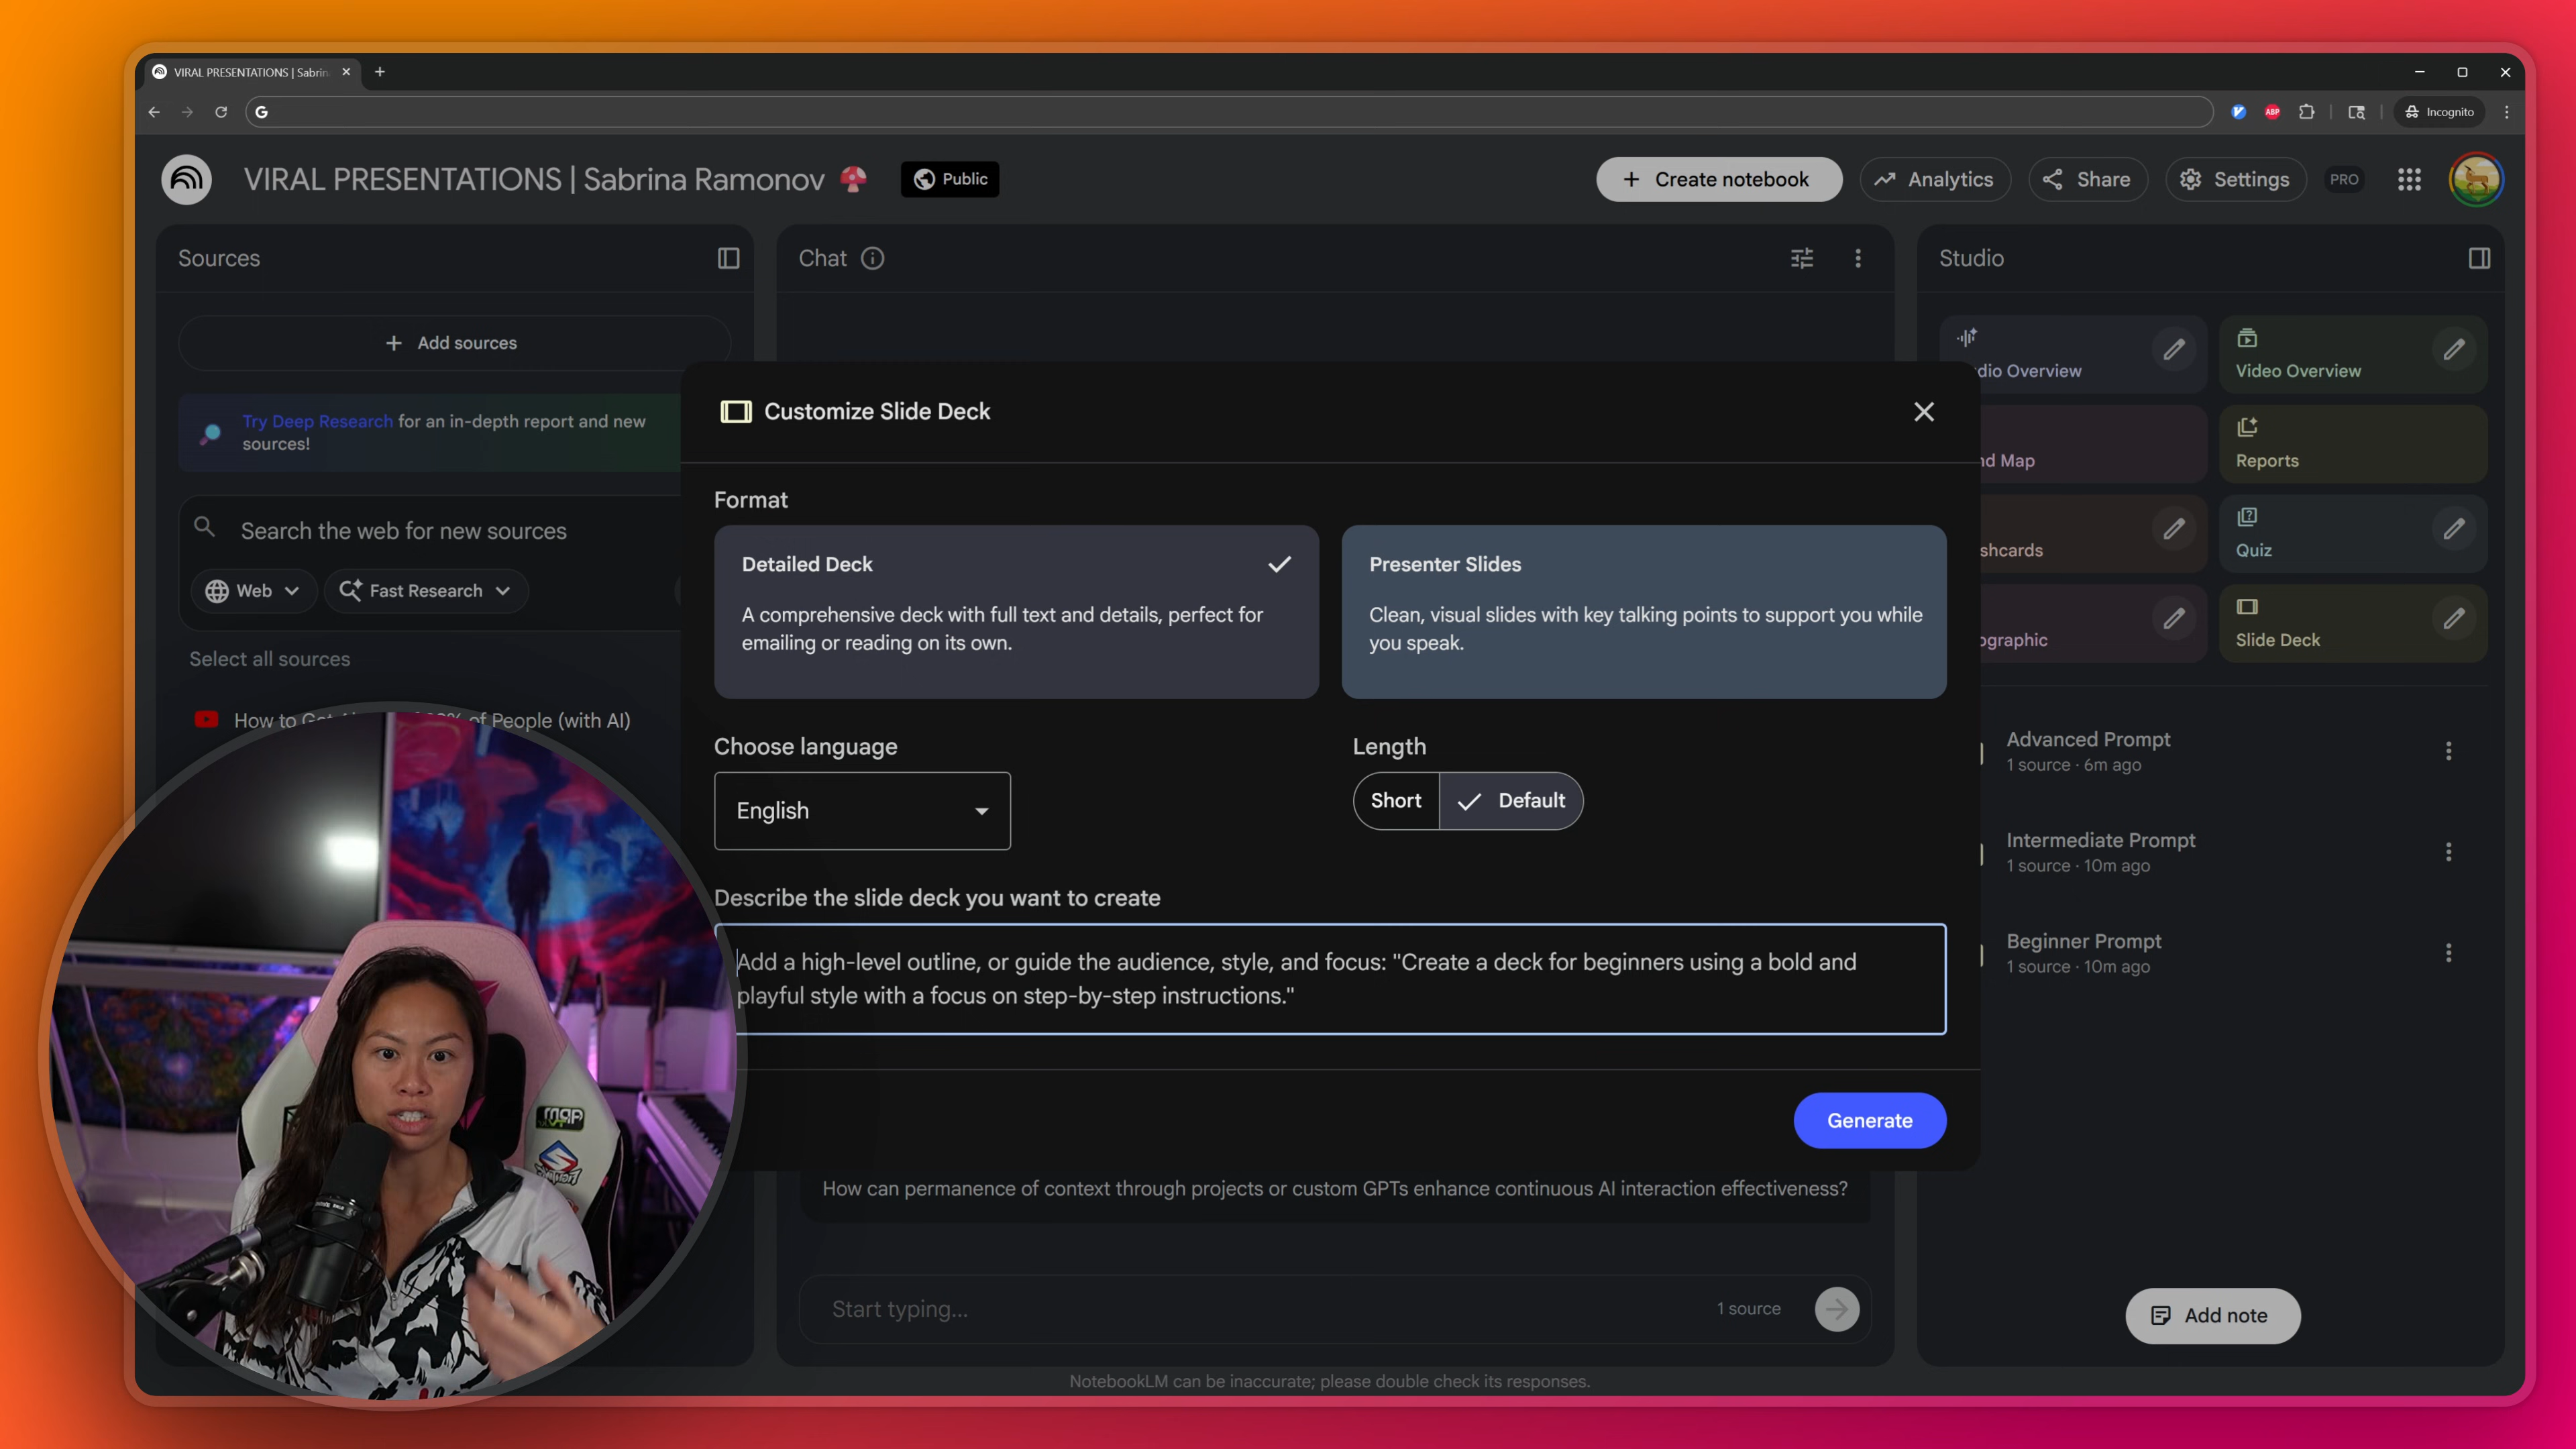 VIRAL PRESENTATIONS | Sabrin
ABP
Incognito
VIRAL PRESENTATIONS | Sabrina Ramonov
Public
Create notebook
Analytics
Share
Settings
PRO
Sources
Chat
Studio
Add sources
Try Deep Research for an in-depth report and new
sources!
Search the web for new sources
Web
Fast Research
Select all sources
How to Get of People (with AI)
Customize Slide Deck
Format
Detailed Deck
A comprehensive deck with full text and details, perfect for
emailing or reading on its own.
Presenter Slides
Clean, visual slides with key talking points to support you while
you speak.
Choose language
English
Length
Short
Default
Describe the slide deck you want to create
Add a high-level outline, or guide the audience, style, and focus: "Create a deck for beginners using a bold and
playful style with a focus on step-by-step instructions."
Generate
How can permanence of context through projects or custom GPTs enhance continuous AI interaction effectiveness?
Start typing...
1 source
NotebookLM can be inaccurate; please double check its responses.
dio Overview
Video Overview
d Map
Reports
shcards
Quiz
ographic
Slide Deck
Advanced Prompt
1 source · 6m ago
Intermediate Prompt
1 source · 10m ago
Beginner Prompt
1 source · 10m ago
Add note